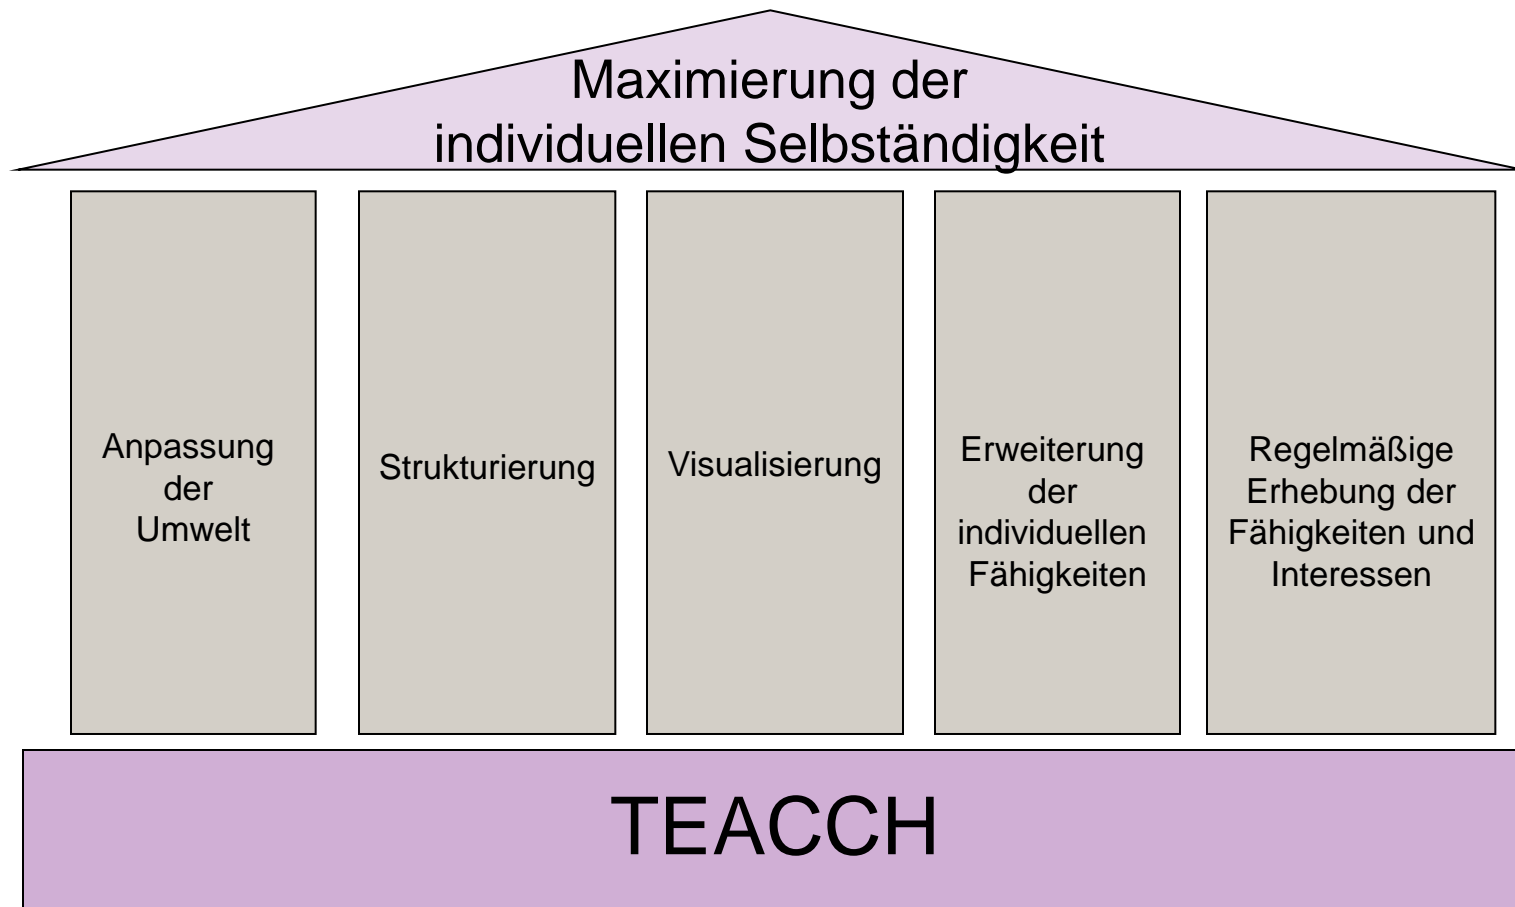 Maximierung der
individuellen Selbständigkeit
Anpassung
der
Umwelt
Strukturierung
Visualisierung
Erweiterung
der
individuellen
Fähigkeiten
Regelmäßige
Erhebung der
Fähigkeiten und
Interessen
TEACCH